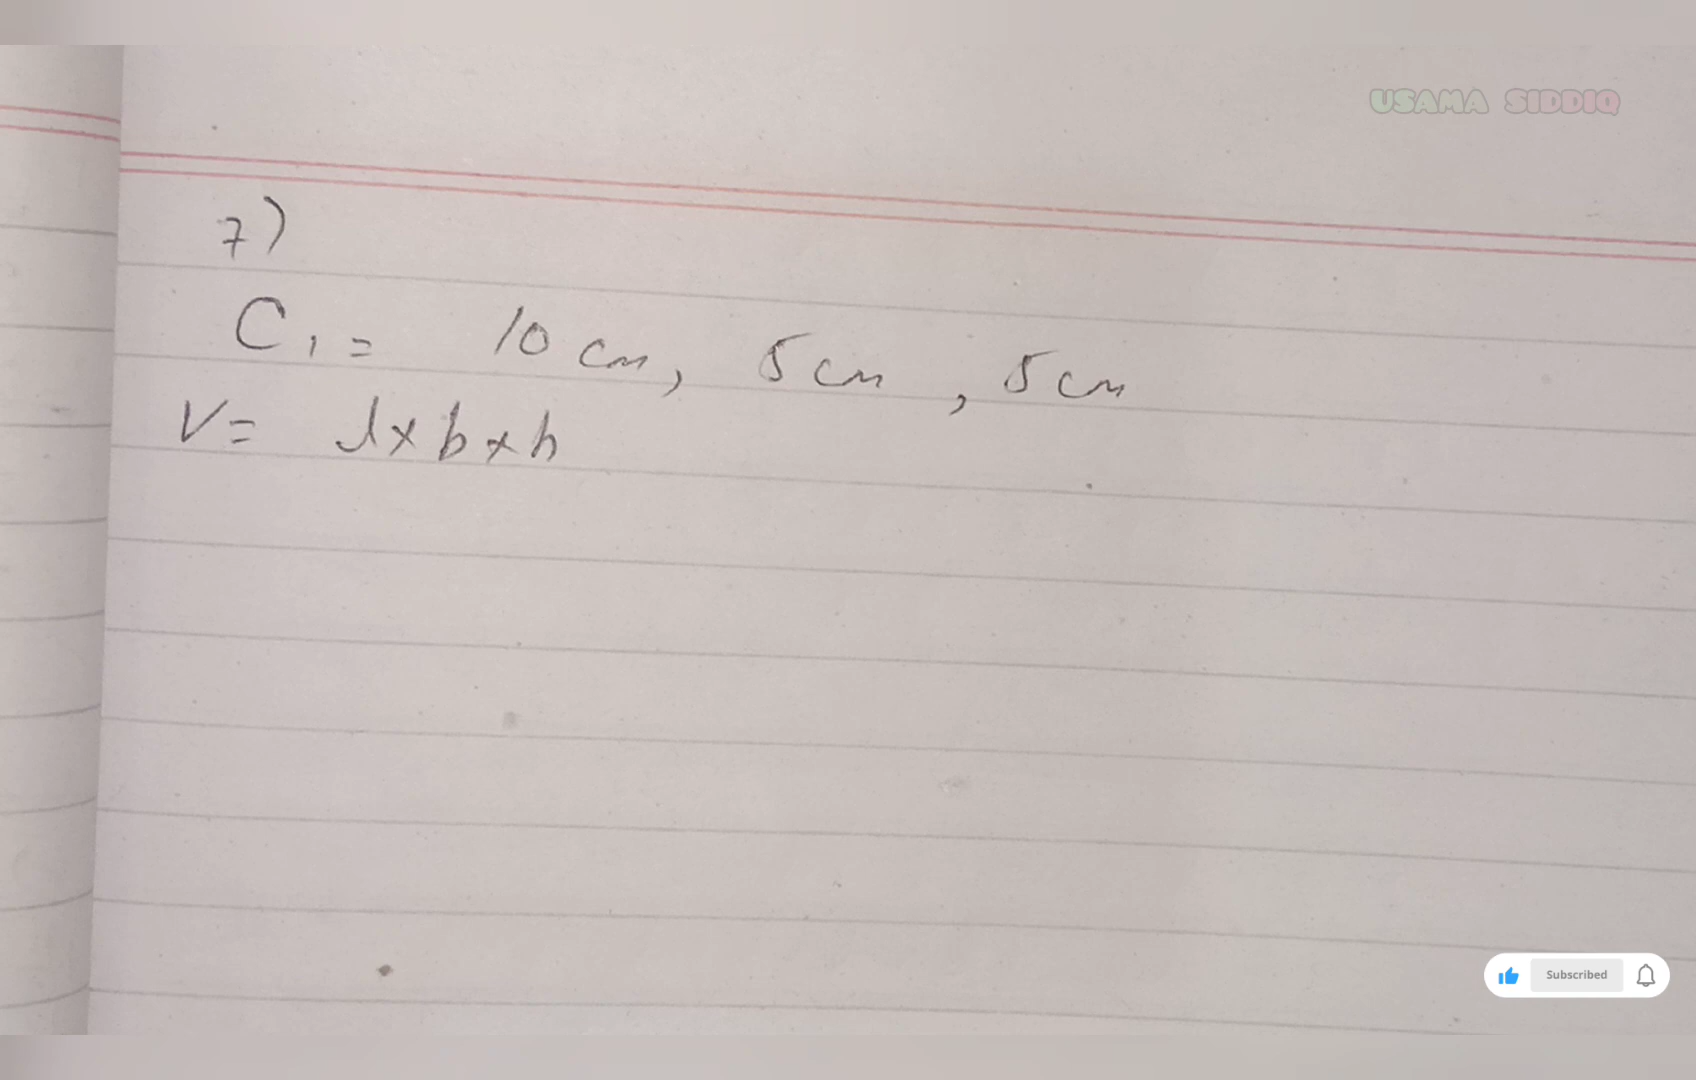 USAMA SIDDIQ
7)
C1 = 10 cm, 5 cm, 5 cm
V = l × b × h
Subscribed